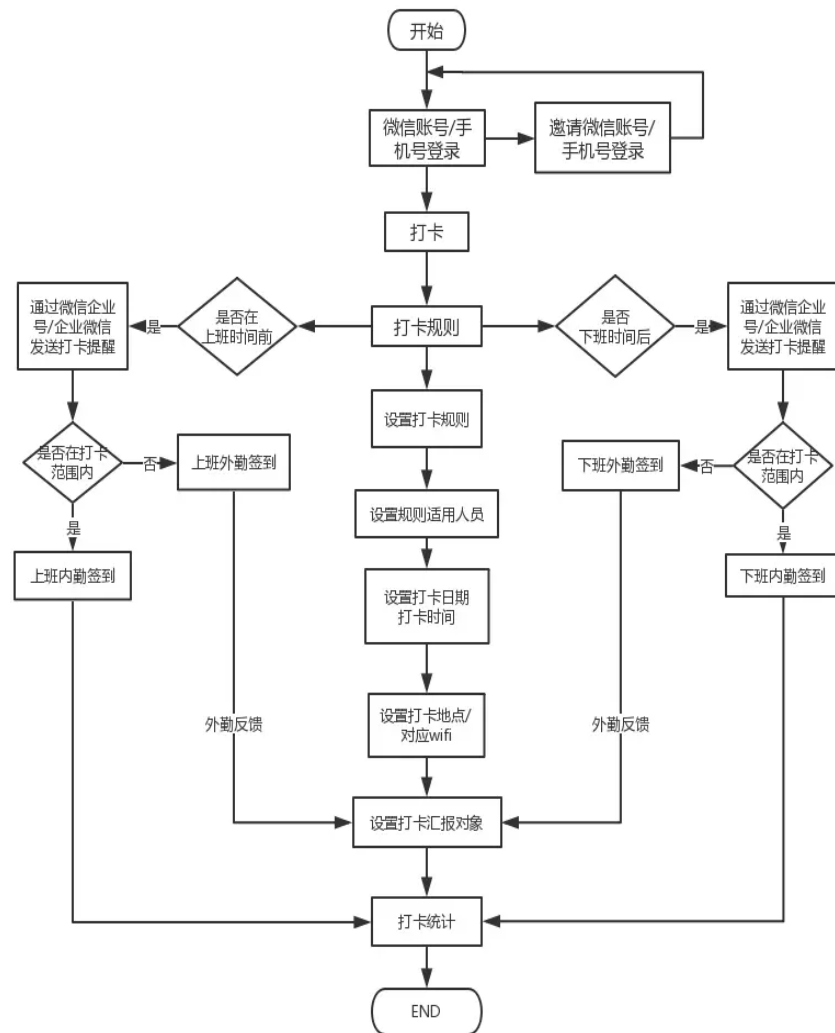 开始
微信账号/手
机号登录
邀请微信账号/
手机号登录
打卡
通过微信企业
号/企业微信
发送打卡提醒
是
是否在
上班时间前
打卡规则
是否
下班时间后
是
通过微信企业
号/企业微信
发送打卡提醒
设置打卡规则
是否在打卡
范围内
否
上班外勤签到
下班外勤签到
否
是否在打卡
范围内
设置规则适用人员
是
是
上班内勤签到
设置打卡日期
打卡时间
下班内勤签到
外勤反馈
设置打卡地点/
对应wifi
外勤反馈
设置打卡汇报对象
打卡统计
END